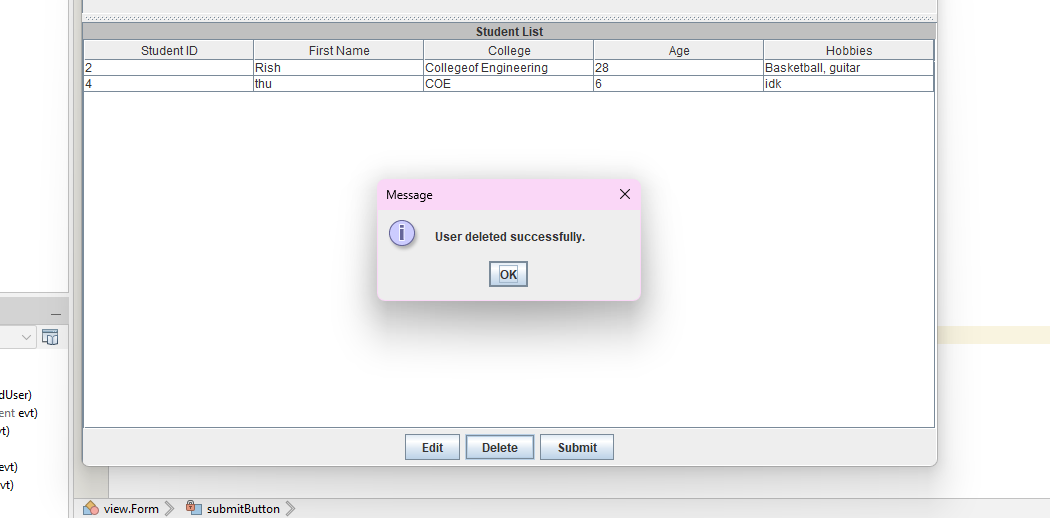 Student List
Student ID First Name College Age Hobbies
2 Rish Collegeof Engineering 28 Basketball, guitar
4 thu COE 6 idk
Message
User deleted successfully.
OK
dUser)
ent evt)
vt)
evt)
vt)
Edit Delete Submit
view.Form submitButton